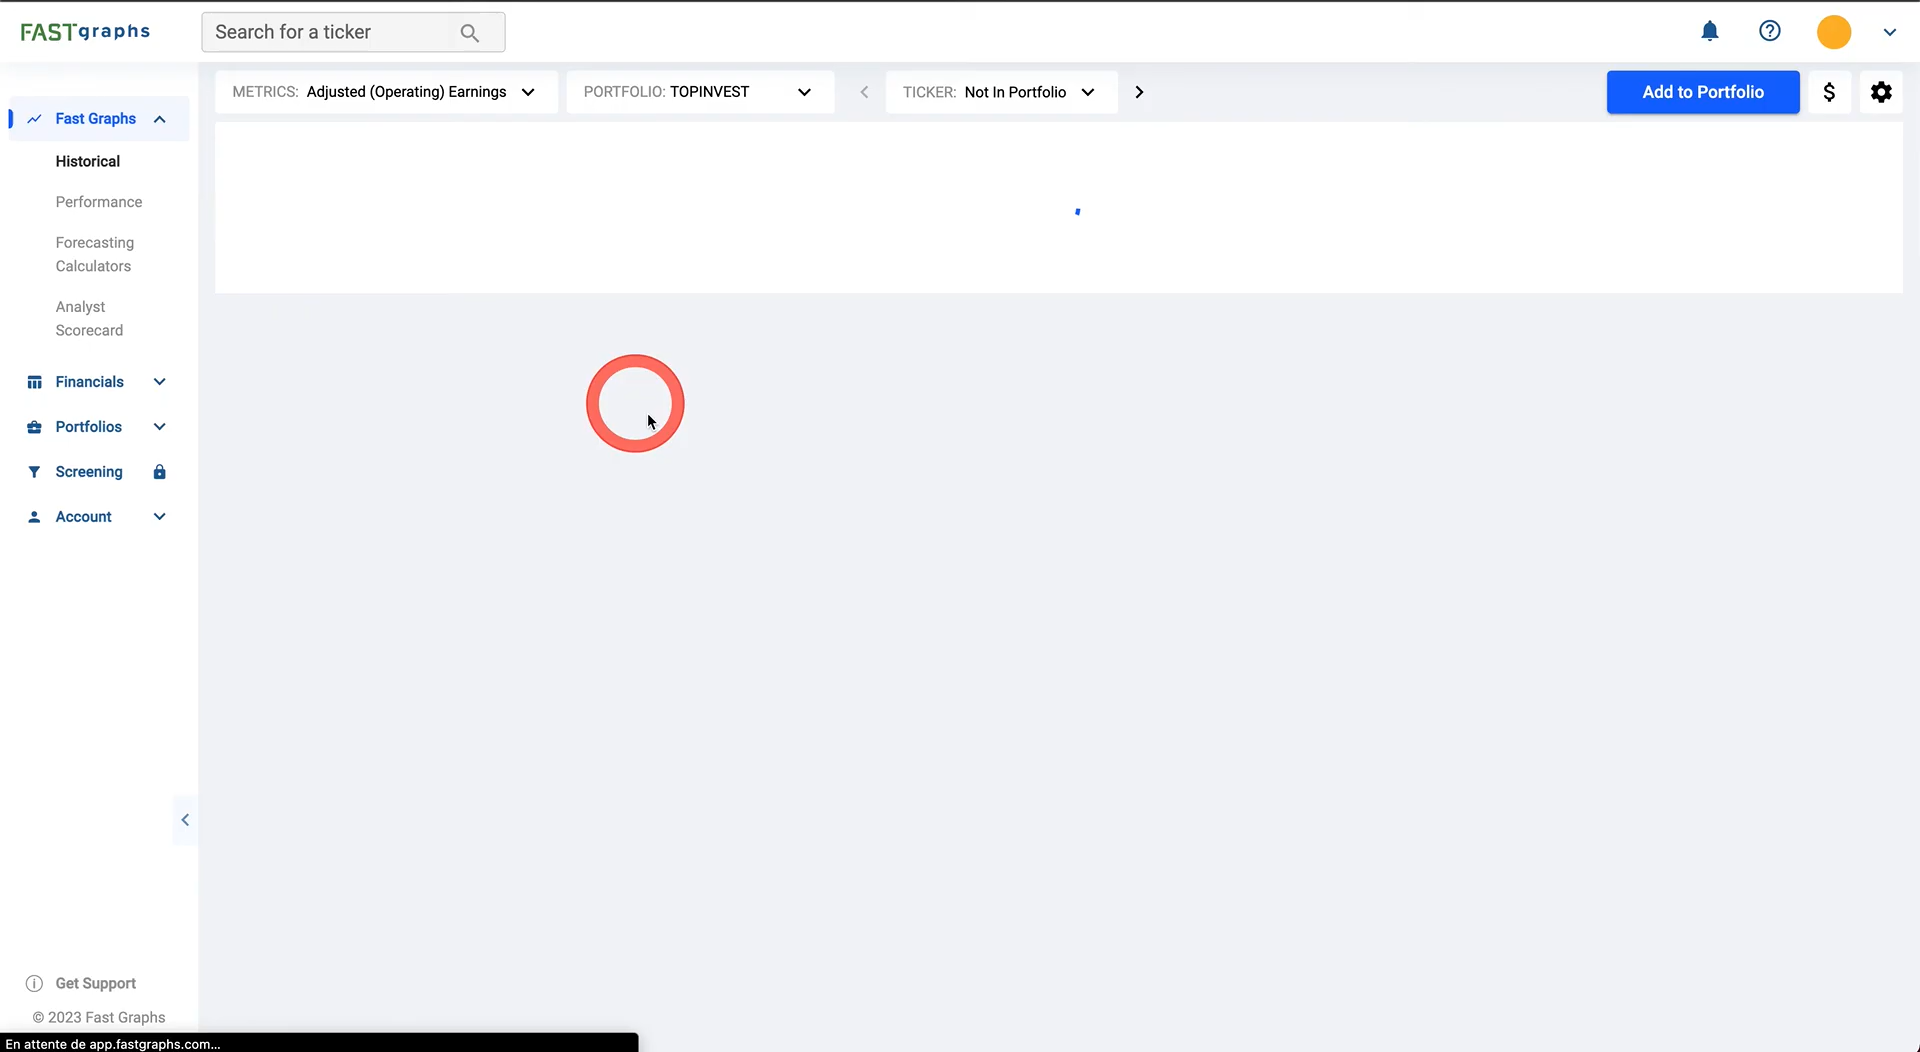 FASTgraphs
Search for a ticker
METRICS: Adjusted (Operating) Earnings
PORTFOLIO: TOPINVEST
TICKER: Not In Portfolio
Add to Portfolio
$
Fast Graphs
Historical
Performance
Forecasting
Calculators
Analyst
Scorecard
Financials
Portfolios
Screening
Account
Get Support
© 2023 Fast Graphs
En attente de app.fastgraphs.com...